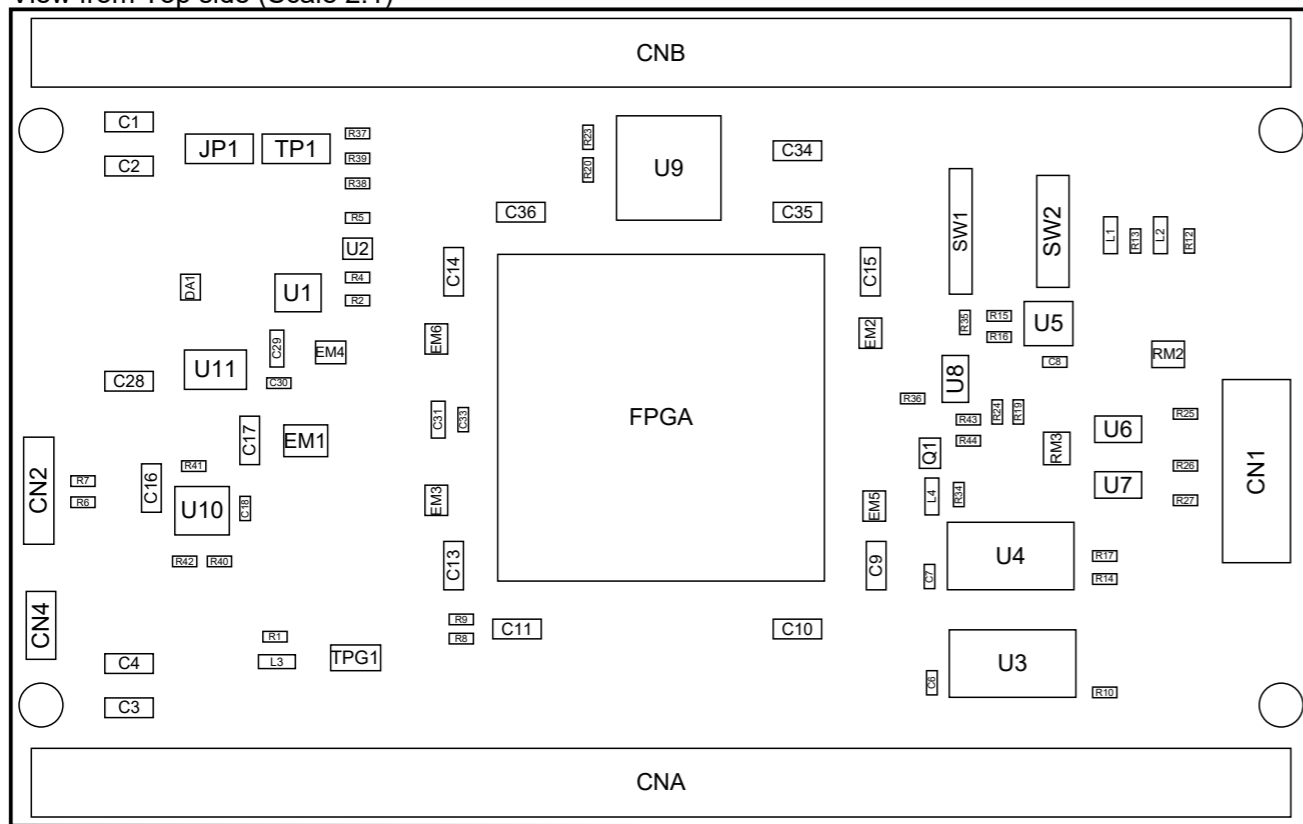 View from Top side (Scale 2:1)
CNB
C1
JP1 TP1 R37
R23
C34
C2
R39
R20
U9
R38
C36
C35
SW1
SW2
R5
L1 R13 L2 R12
U2
C14
C15
DA1
U1
R4
R2
R35 R15
U5
R16
EM6
EM2
C29
EM4
C8
RM2
U11
C30
C28
U8
R36
R24 R19
C31 C33
FPGA
R43
R44
R25
U6
C17
EM1
Q1
RM3
CN2
R7
R6
C16
R41
U10
C18
EM3
EM5
L4 R34
R26
U7
R27
CN1
R42 R40
C13
C9
C7
U4
R17
R14
CN4
R9
R8
C11
C10
R1
L3
TPG1
C4
U3
C6
R10
C3
CNA